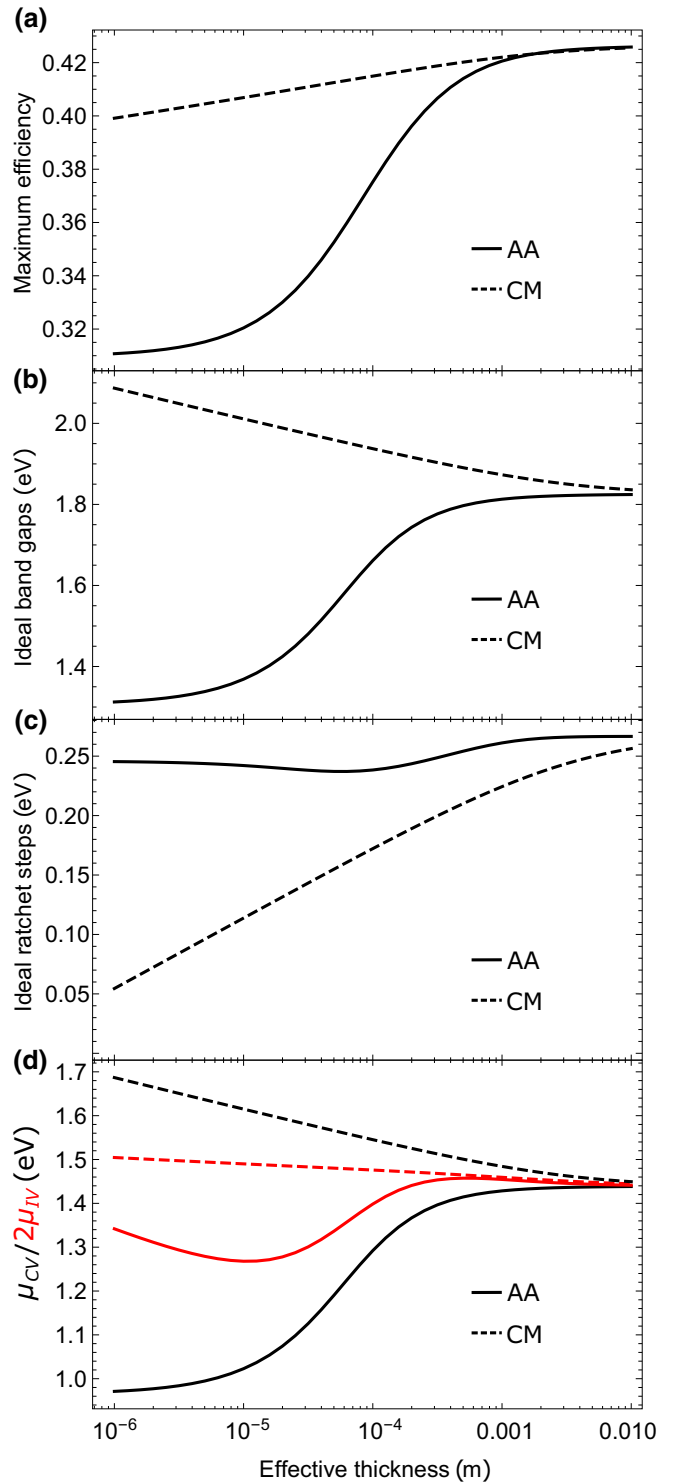 (a)
Maximum efficiency
0.42
0.40
0.38
0.36
0.34
0.32
AA
CM
(b)
Ideal band gaps (eV)
2.0
1.8
1.6
1.4
AA
CM
(c)
Ideal ratchet steps (eV)
0.25
0.20
0.15
0.10
0.05
AA
CM
(d)
μCV/2μIV (eV)
1.7
1.6
1.5
1.4
1.3
1.2
1.1
1.0
AA
CM
10⁻⁶ 10⁻⁵ 10⁻⁴ 0.001 0.010
Effective thickness (m)